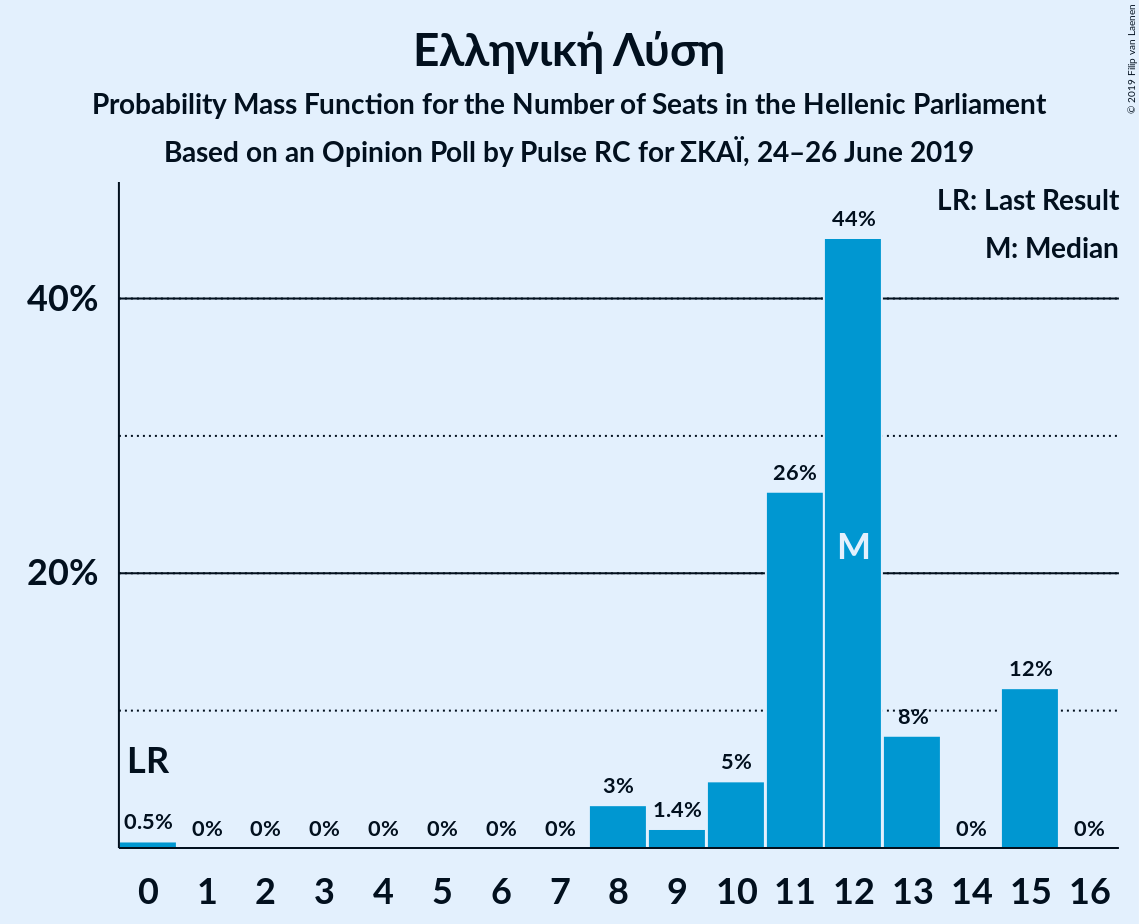 Ελληνική Λύση
Probability Mass Function for the Number of Seats in the Hellenic Parliament
Based on an Opinion Poll by Pulse RC for ΣΚΑΪ, 24–26 June 2019
© 2019 Filip van Laenen
LR: Last Result
M: Median
40%
20%
LR
M
0.5%
0%
0%
0%
0%
0%
0%
0%
3%
1.4%
5%
26%
44%
8%
0%
12%
0%
0 1 2 3 4 5 6 7 8 9 10 11 12 13 14 15 16